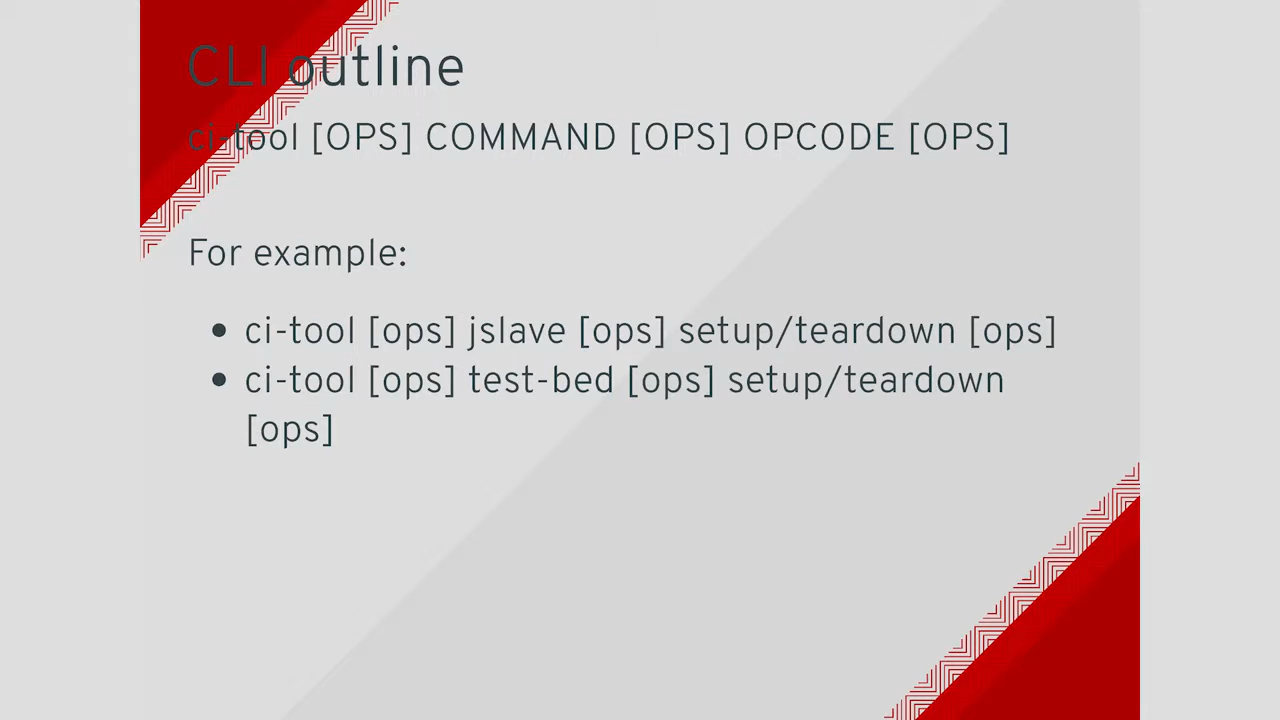 CLI outline
ci-tool [OPS] COMMAND [OPS] OPCODE [OPS]
For example:
• ci-tool [ops] jslave [ops] setup/teardown [ops]
• ci-tool [ops] test-bed [ops] setup/teardown
[ops]